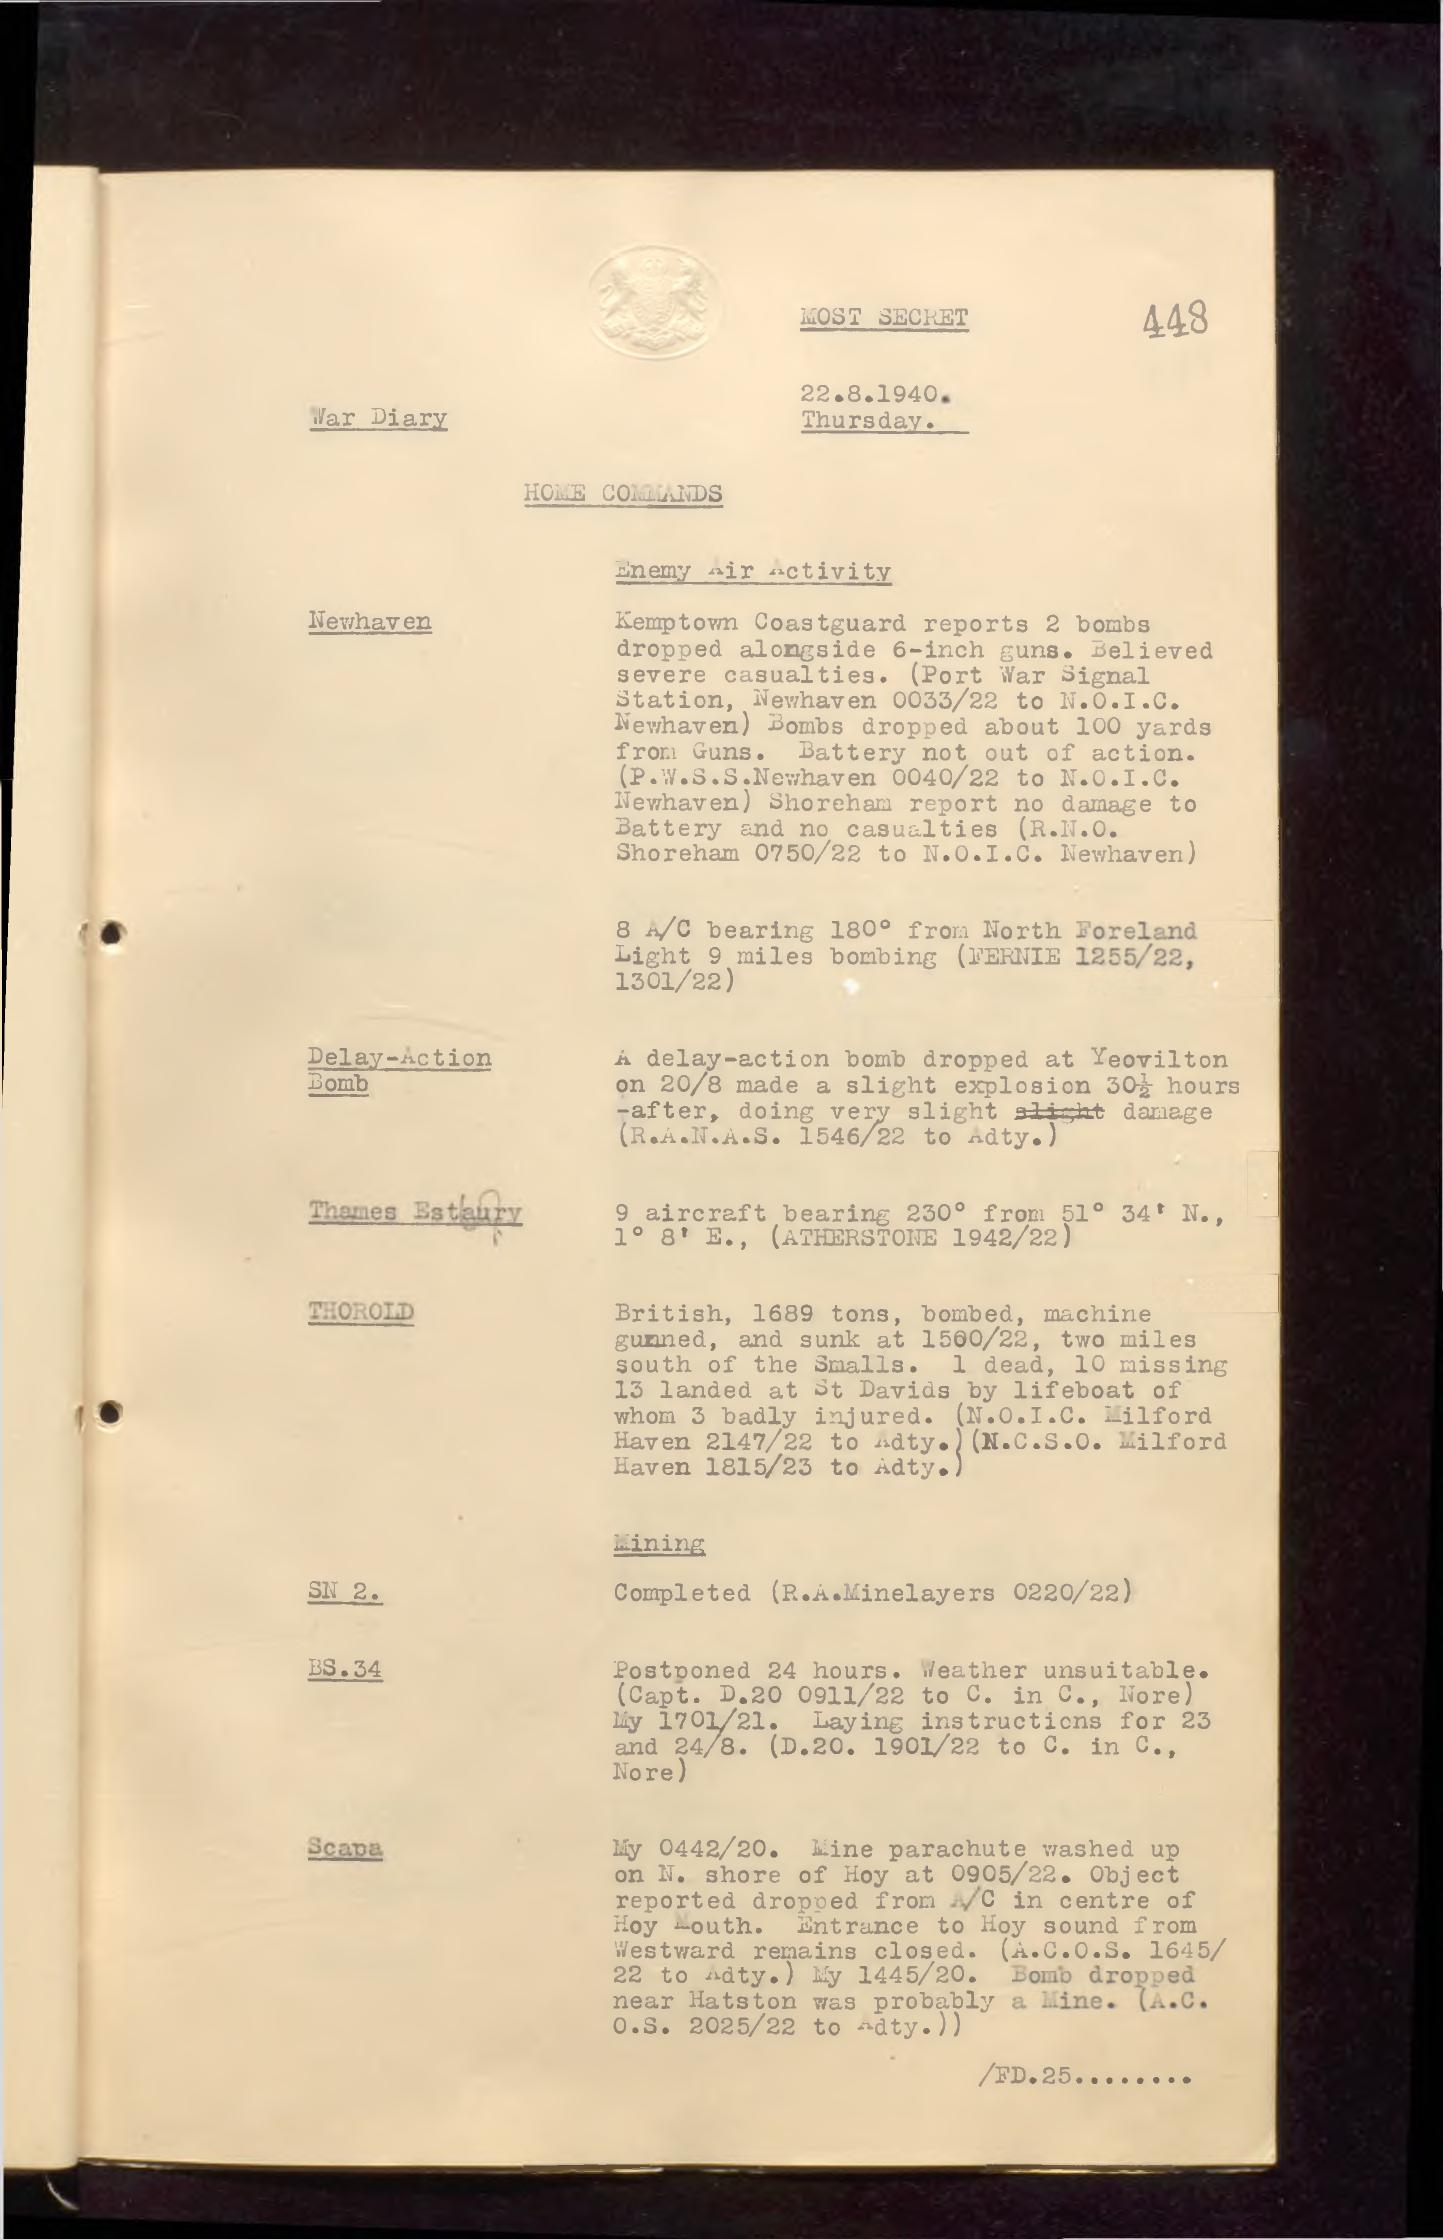 MOST SECRET
448
22.8.1940.
War Diary
Thursday.
HOME COMMANDS
Enemy Air Activity
Newhaven
Kemptown Coastguard reports 2 bombs
dropped alongside 6-inch guns. Believed
severe casualties. (Port War Signal
Station, Newhaven 0033/22 to N.O.I.C.
Newhaven) Bombs dropped about 100 yards
from Guns. Battery not out of action.
(P.W.S.S.Newhaven 0040/22 to N.O.I.C.
Newhaven) Shoreham report no damage to
Battery and no casualties (R.N.O.
Shoreham 0750/22 to N.O.I.C. Newhaven)
8 A/C bearing 180° from North Foreland
Light 9 miles bombing (FERNIE 1255/22,
1301/22)
Delay-Action
Bomb
A delay-action bomb dropped at Yeovilton
on 20/8 made a slight explosion 30½ hours
-after, doing very slight slight damage
(R.A.N.A.S. 1546/22 to Adty.)
Thames Estaury
9 aircraft bearing 230° from 51° 34' N.,
1° 8' E., (ATHERSTONE 1942/22)
THOROLD
British, 1689 tons, bombed, machine
gunned, and sunk at 1500/22, two miles
south of the Smalls. 1 dead, 10 missing
13 landed at St Davids by lifeboat of
whom 3 badly injured. (N.O.I.C. Milford
Haven 2147/22 to Adty.)(N.C.S.O. Milford
Haven 1815/23 to Adty.)
Mining
SN 2.
Completed (R.A.Minelayers 0220/22)
BS.34
Postponed 24 hours. Weather unsuitable.
(Capt. D.20 0911/22 to C. in C., Nore)
My 1701/21. Laying instructions for 23
and 24/8. (D.20. 1901/22 to C. in C.,
Nore)
Scapa
My 0442/20. Mine parachute washed up
on N. shore of Hoy at 0905/22. Object
reported dropped from A/C in centre of
Hoy Mouth. Entrance to Hoy sound from
Westward remains closed. (A.C.O.S. 1645/
22 to Adty.) My 1445/20. Bomb dropped
near Hatston was probably a Mine. (A.C.
O.S. 2025/22 to Adty.))
/FD.25........